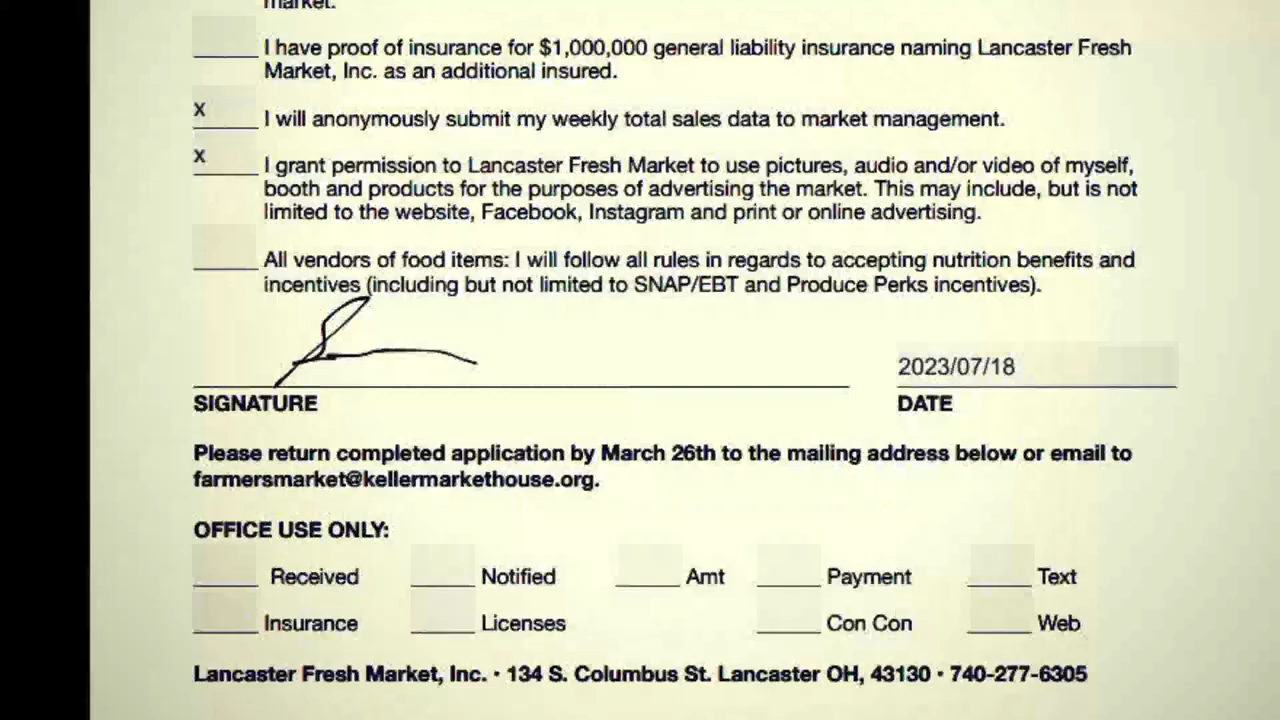 market.
I have proof of insurance for $1,000,000 general liability insurance naming Lancaster Fresh
Market, Inc. as an additional insured.
X I will anonymously submit my weekly total sales data to market management.
X I grant permission to Lancaster Fresh Market to use pictures, audio and/or video of myself,
booth and products for the purposes of advertising the market. This may include, but is not
limited to the website, Facebook, Instagram and print or online advertising.
All vendors of food items: I will follow all rules in regards to accepting nutrition benefits and
incentives (including but not limited to SNAP/EBT and Produce Perks incentives).
2023/07/18
SIGNATURE DATE
Please return completed application by March 26th to the mailing address below or email to
farmersmarket@kellermarkethouse.org.
OFFICE USE ONLY:
Received Notified Amt Payment Text
Insurance Licenses Con Con Web
Lancaster Fresh Market, Inc. • 134 S. Columbus St. Lancaster OH, 43130 • 740-277-6305